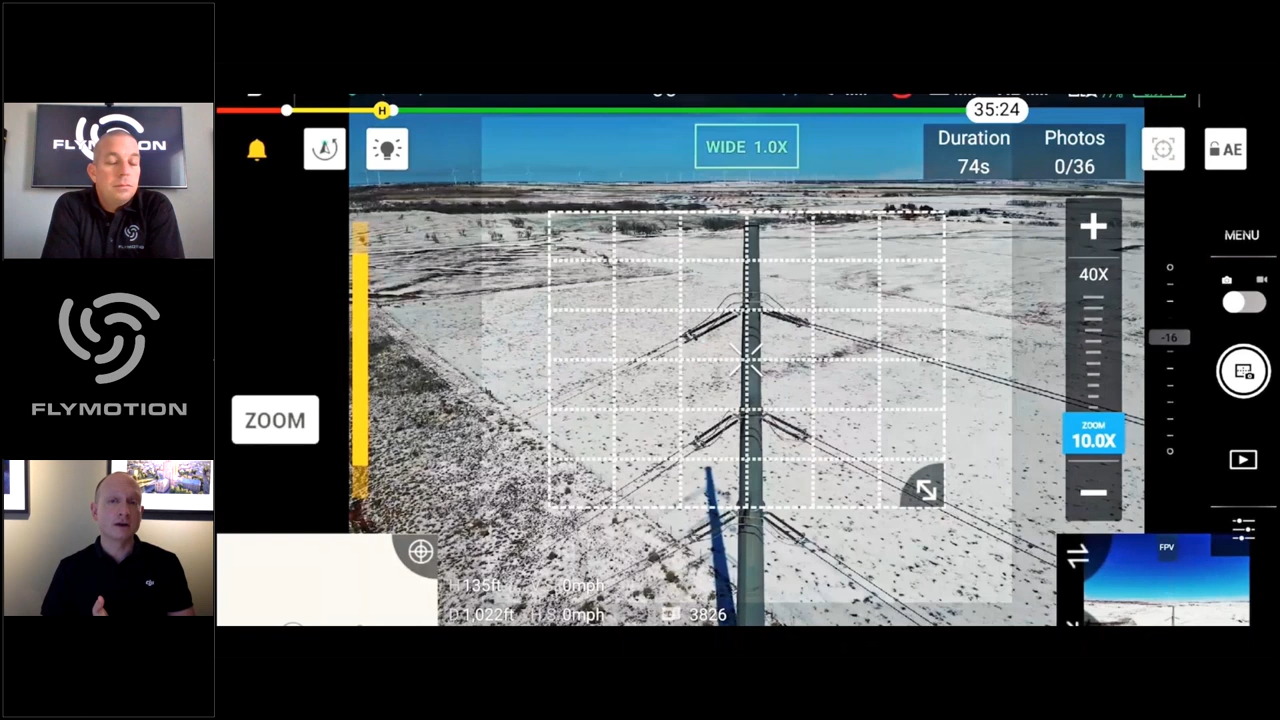 FLYMOTION
FLYMOTION
FLYMOTION
H
35:24
WIDE 1.0X
Duration
74s
Photos
0/36
AE
MENU
40X
-16
ZOOM
ZOOM
10.0X
FPV
H 135ft
0mph
D 1,022ft
H.S 0mph
3826